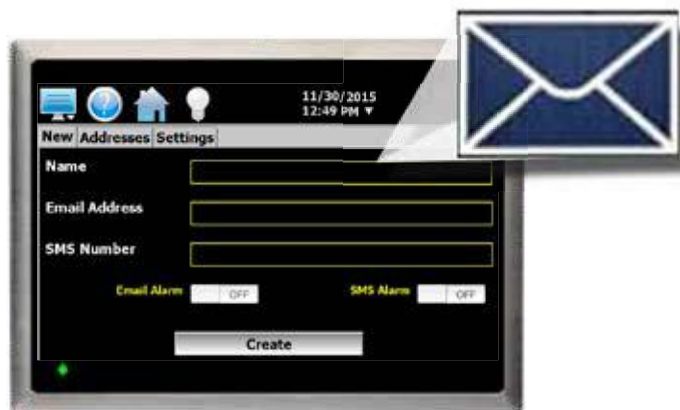 11/30/2015
12:49 PM ▼
New Addresses Settings
Name
Email Address
SMS Number
Email Alarm OFF SMS Alarm OFF
Create